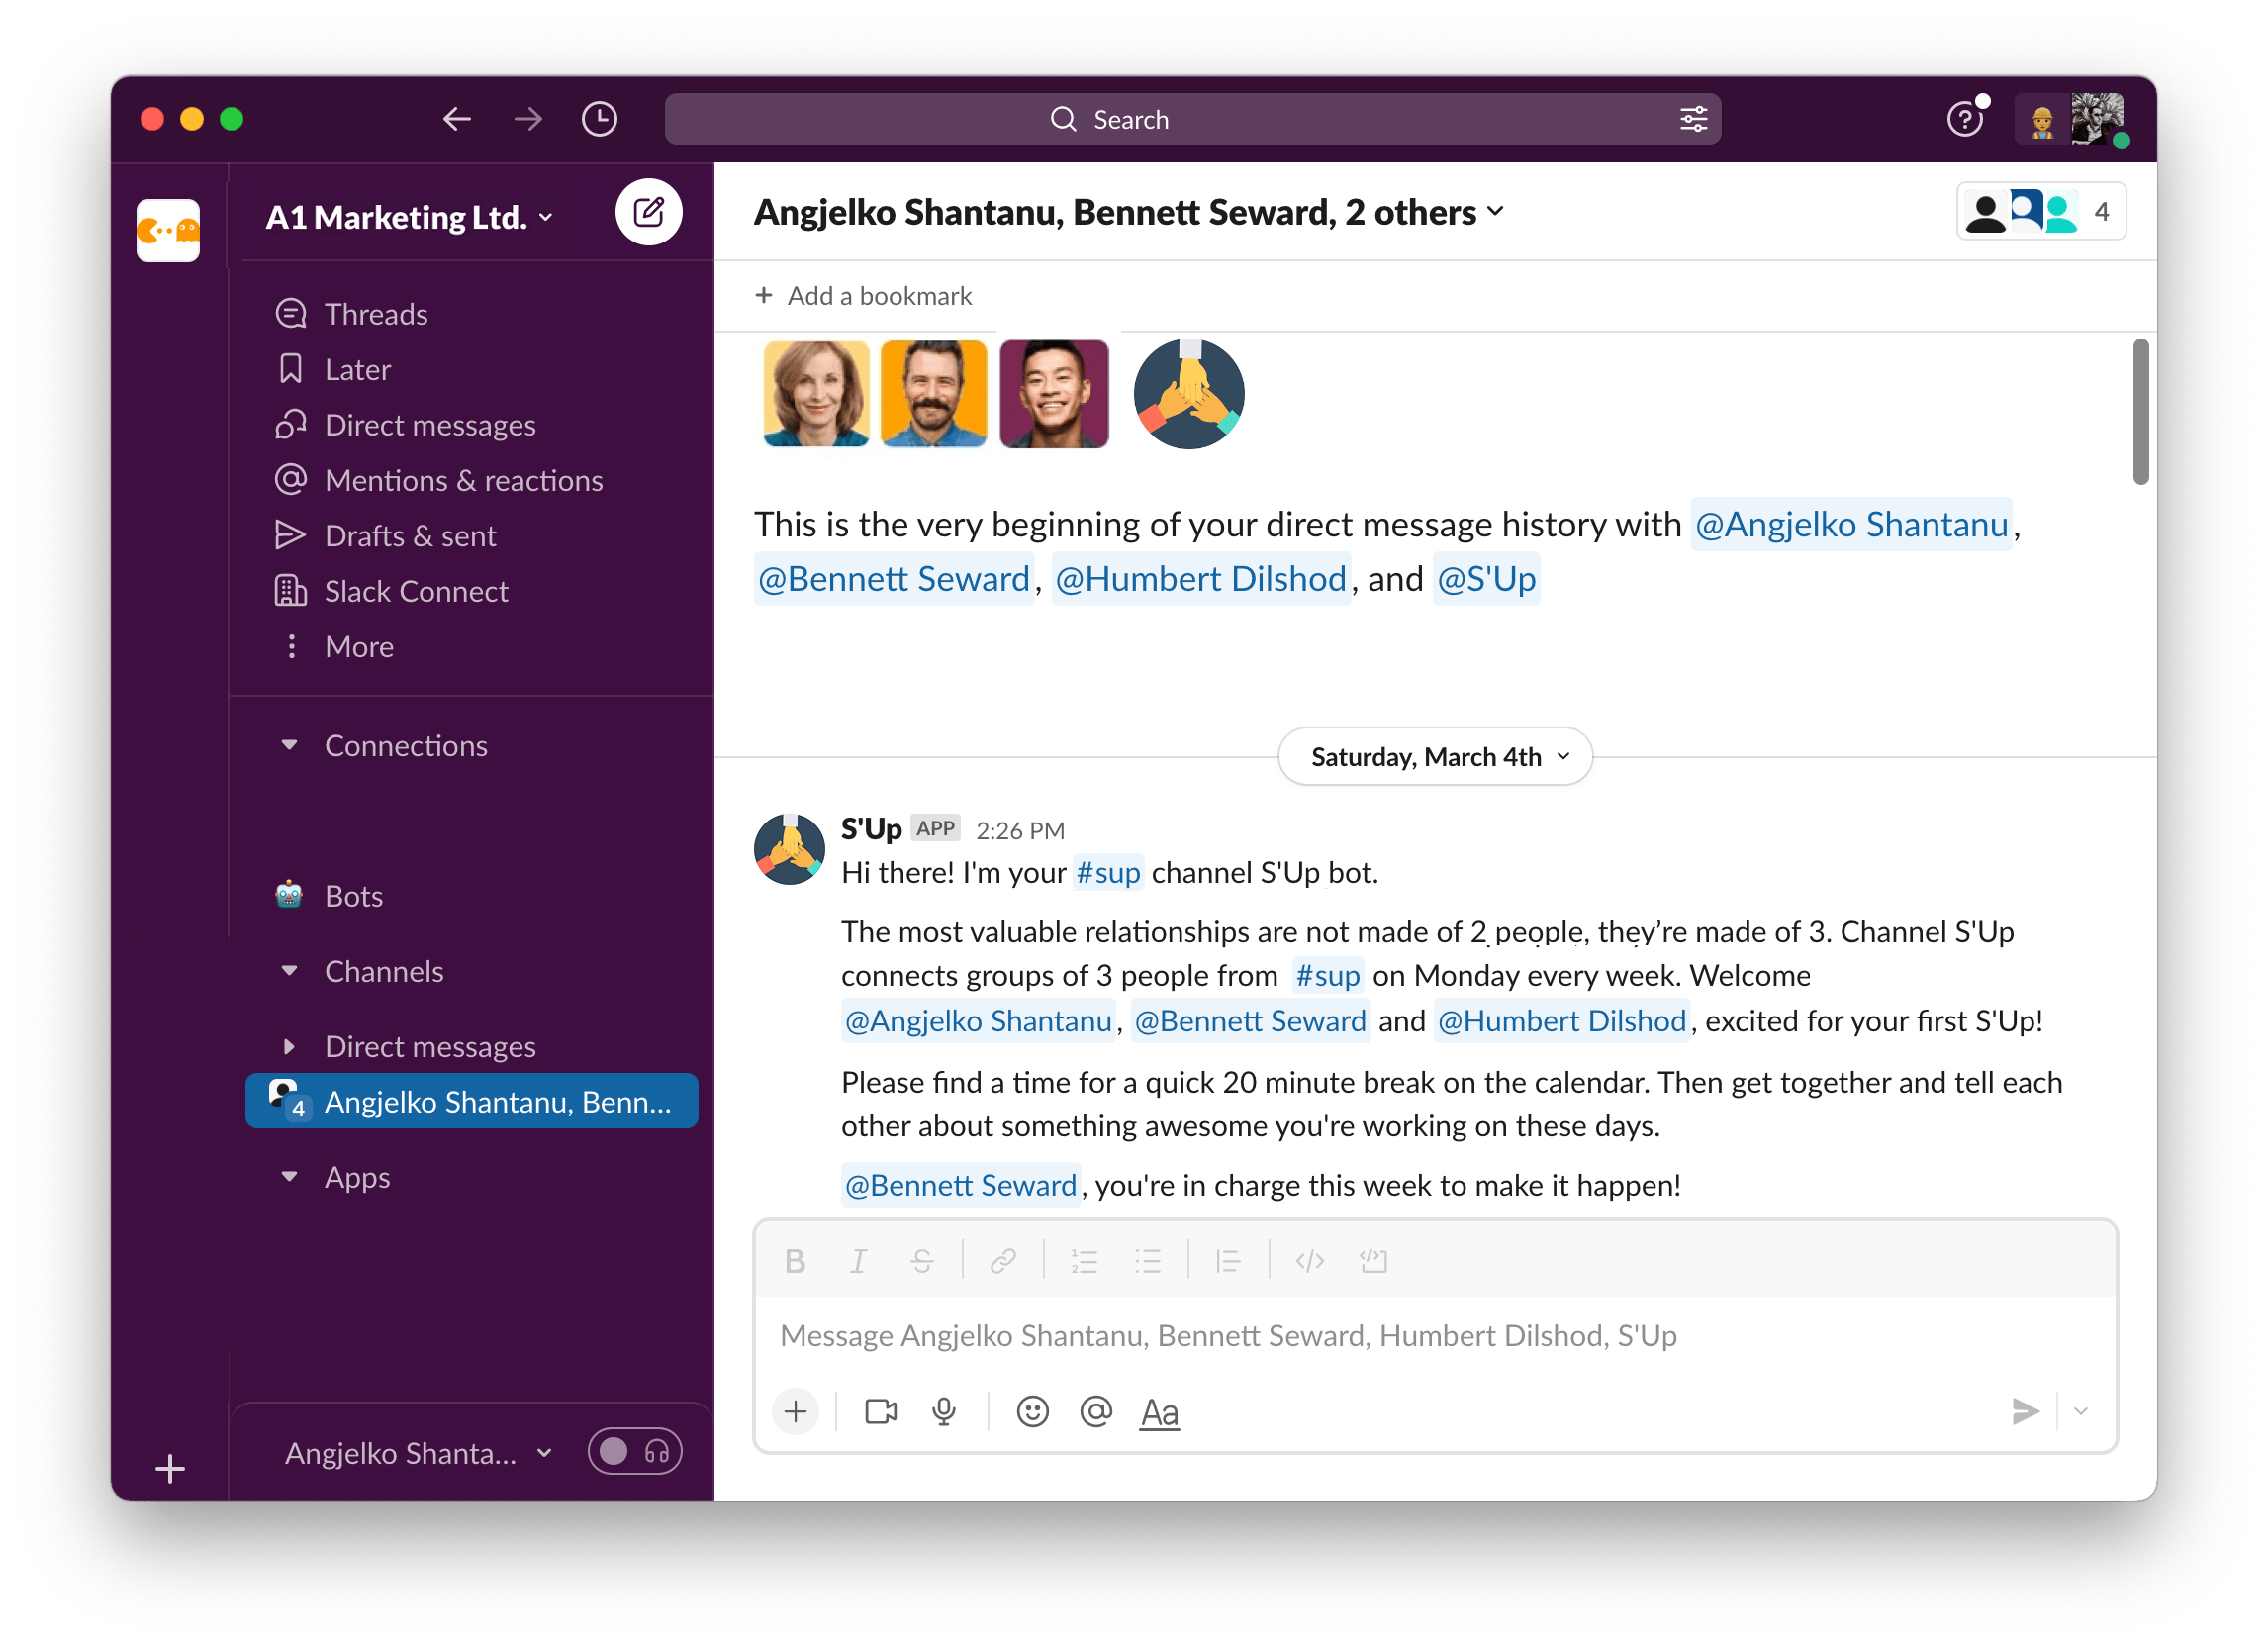 Search
A1 Marketing Ltd.
Threads
Later
Direct messages
Mentions & reactions
Drafts & sent
Slack Connect
More
Connections
Bots
Channels
Direct messages
4 Angjelko Shantanu, Benn...
Apps
Angjelko Shanta...
Angjelko Shantanu, Bennett Seward, 2 others
4
+ Add a bookmark
This is the very beginning of your direct message history with @Angjelko Shantanu,
@Bennett Seward, @Humbert Dilshod, and @S'Up
Saturday, March 4th
S'Up APP 2:26 PM
Hi there! I'm your #sup channel S'Up bot.
The most valuable relationships are not made of 2 people, they’re made of 3. Channel S'Up
connects groups of 3 people from #sup on Monday every week. Welcome
@Angjelko Shantanu, @Bennett Seward and @Humbert Dilshod, excited for your first S'Up!
Please find a time for a quick 20 minute break on the calendar. Then get together and tell each
other about something awesome you're working on these days.
@Bennett Seward, you're in charge this week to make it happen!
B I S
Message Angjelko Shantanu, Bennett Seward, Humbert Dilshod, S'Up
Aa